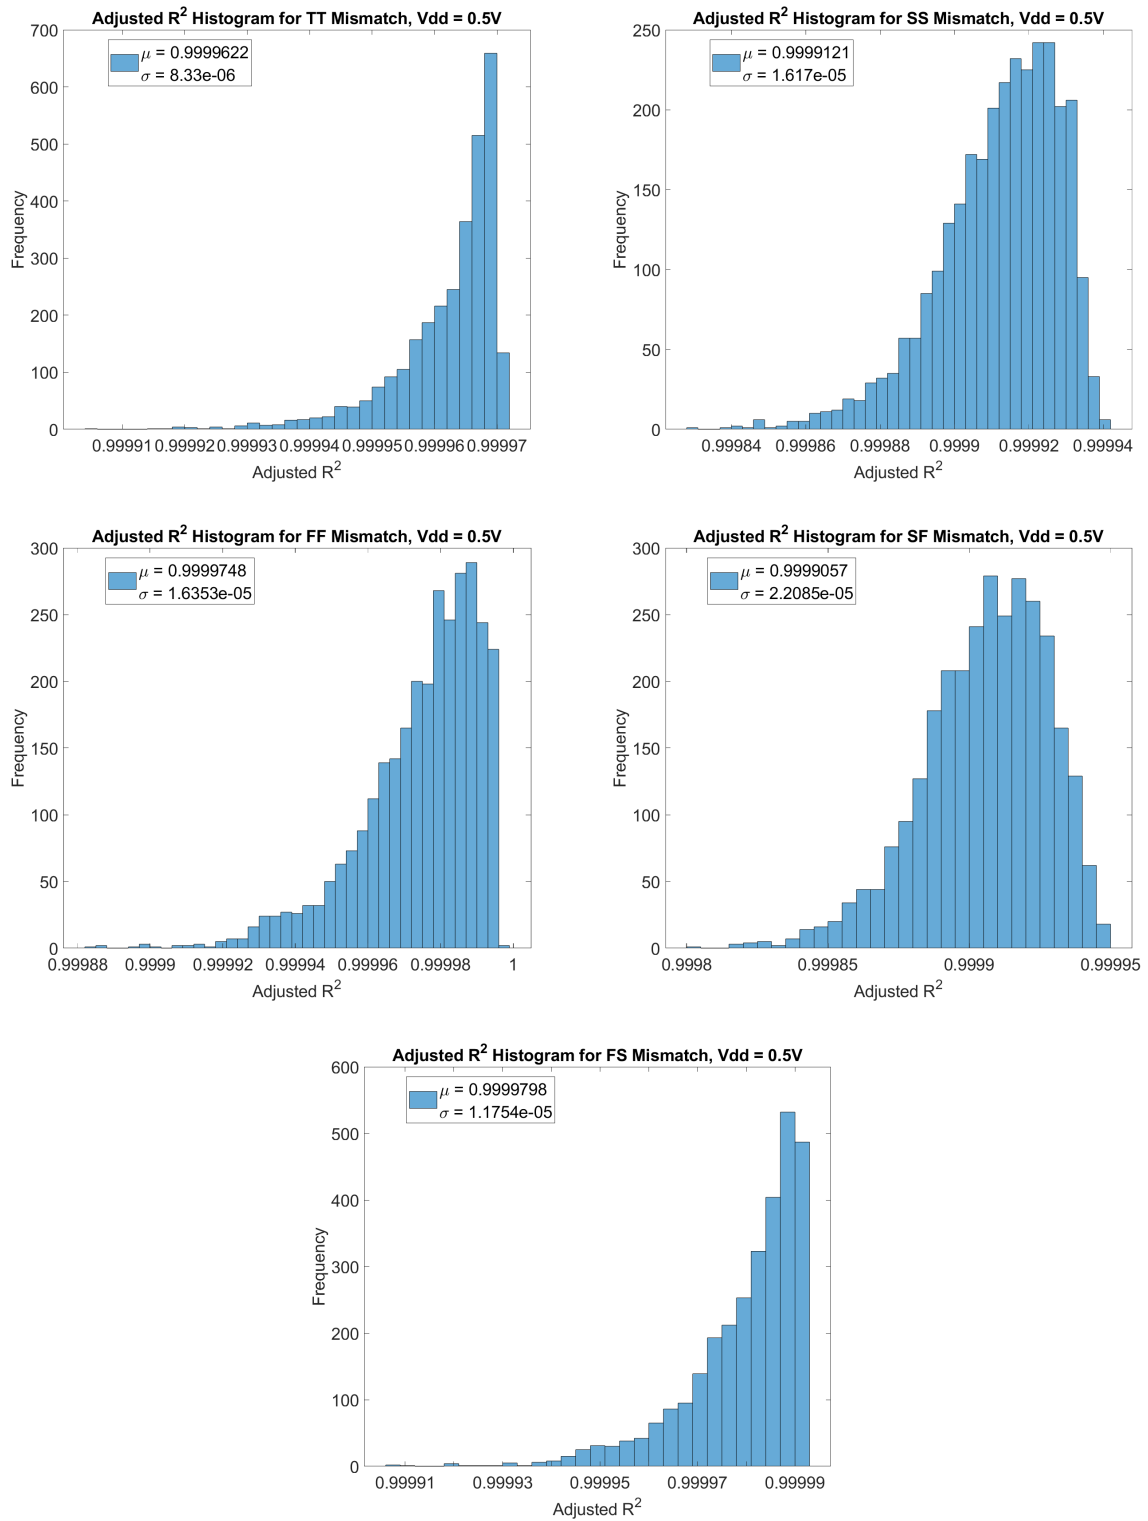 Adjusted R² Histogram for TT Mismatch, Vdd = 0.5V
μ = 0.9999622
σ = 8.33e-06
700
600
500
400
300
200
100
0
Frequency
0.99991 0.99992 0.99993 0.99994 0.99995 0.99996 0.99997
Adjusted R²
Adjusted R² Histogram for SS Mismatch, Vdd = 0.5V
μ = 0.9999121
σ = 1.617e-05
250
200
150
100
50
0
Frequency
0.99984 0.99986 0.99988 0.9999 0.99992 0.99994
Adjusted R²
Adjusted R² Histogram for FF Mismatch, Vdd = 0.5V
μ = 0.9999748
σ = 1.6353e-05
300
250
200
150
100
50
0
Frequency
0.99988 0.9999 0.99992 0.99994 0.99996 0.99998 1
Adjusted R²
Adjusted R² Histogram for SF Mismatch, Vdd = 0.5V
μ = 0.9999057
σ = 2.2085e-05
300
250
200
150
100
50
0
Frequency
0.9998 0.99985 0.9999 0.99995
Adjusted R²
Adjusted R² Histogram for FS Mismatch, Vdd = 0.5V
μ = 0.9999798
σ = 1.1754e-05
600
500
400
300
200
100
0
Frequency
0.99991 0.99993 0.99995 0.99997 0.99999
Adjusted R²